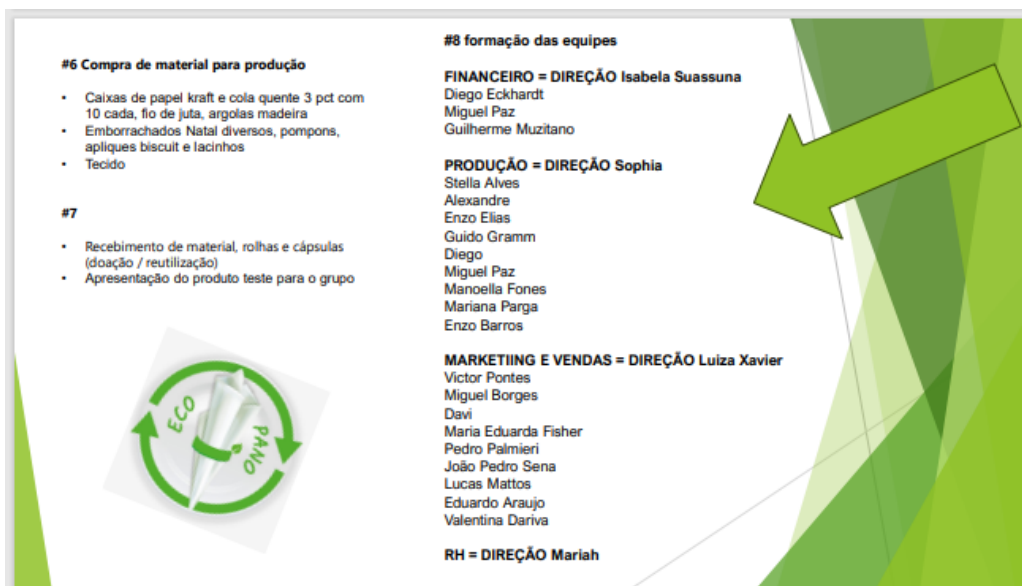 #6 Compra de material para produção
• Caixas de papel kraft e cola quente 3 pct com
10 cada, fio de juta, argolas madeira
• Emborrachados Natal diversos, pompons,
apliques biscuit e lacinhos
• Tecido
#7
• Recebimento de material, rolhas e cápsulas
(doação / reutilização)
• Apresentação do produto teste para o grupo
ECO
PANO
#8 formação das equipes
FINANCEIRO = DIREÇÃO Isabela Suassuna
Diego Eckhardt
Miguel Paz
Guilherme Muzitano
PRODUÇÃO = DIREÇÃO Sophia
Stella Alves
Alexandre
Enzo Elias
Guido Gramm
Diego
Miguel Paz
Manoella Fones
Mariana Parga
Enzo Barros
MARKETIING E VENDAS = DIREÇÃO Luiza Xavier
Victor Pontes
Miguel Borges
Davi
Maria Eduarda Fisher
Pedro Palmieri
João Pedro Sena
Lucas Mattos
Eduardo Araujo
Valentina Dariva
RH = DIREÇÃO Mariah